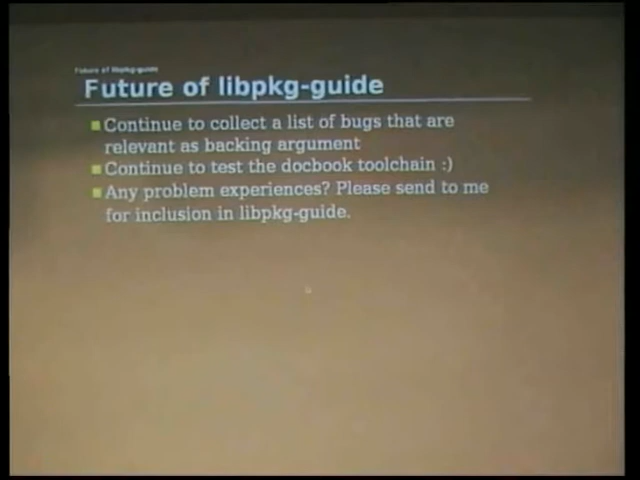 Future of libpkg-guide
Future of libpkg-guide
Continue to collect a list of bugs that are
relevant as backing argument
Continue to test the docbook toolchain :)
Any problem experiences? Please send to me
for inclusion in libpkg-guide.